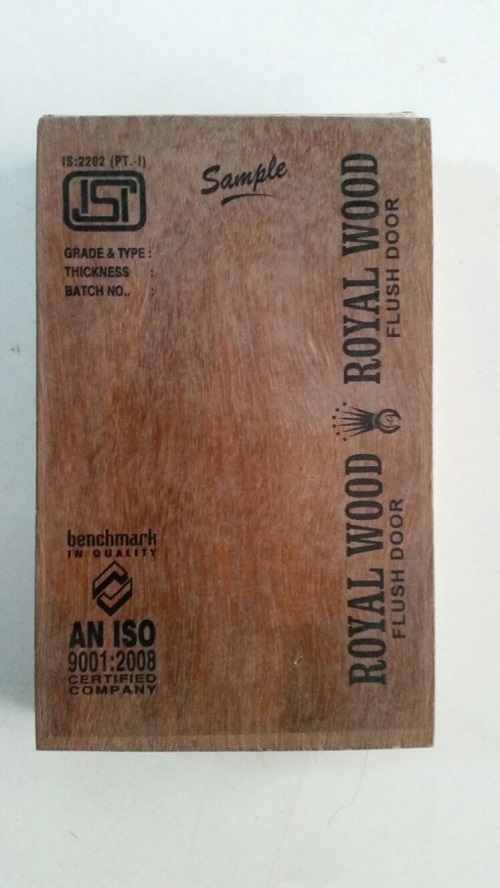 IS:2202 (PT.-I)
ISI
GRADE & TYPE :
THICKNESS :
BATCH NO.. :
Sample
ROYAL WOOD
FLUSH DOOR
ROYAL WOOD
FLUSH DOOR
benchmark
IN QUALITY
AN ISO
9001:2008
CERTIFIED
COMPANY